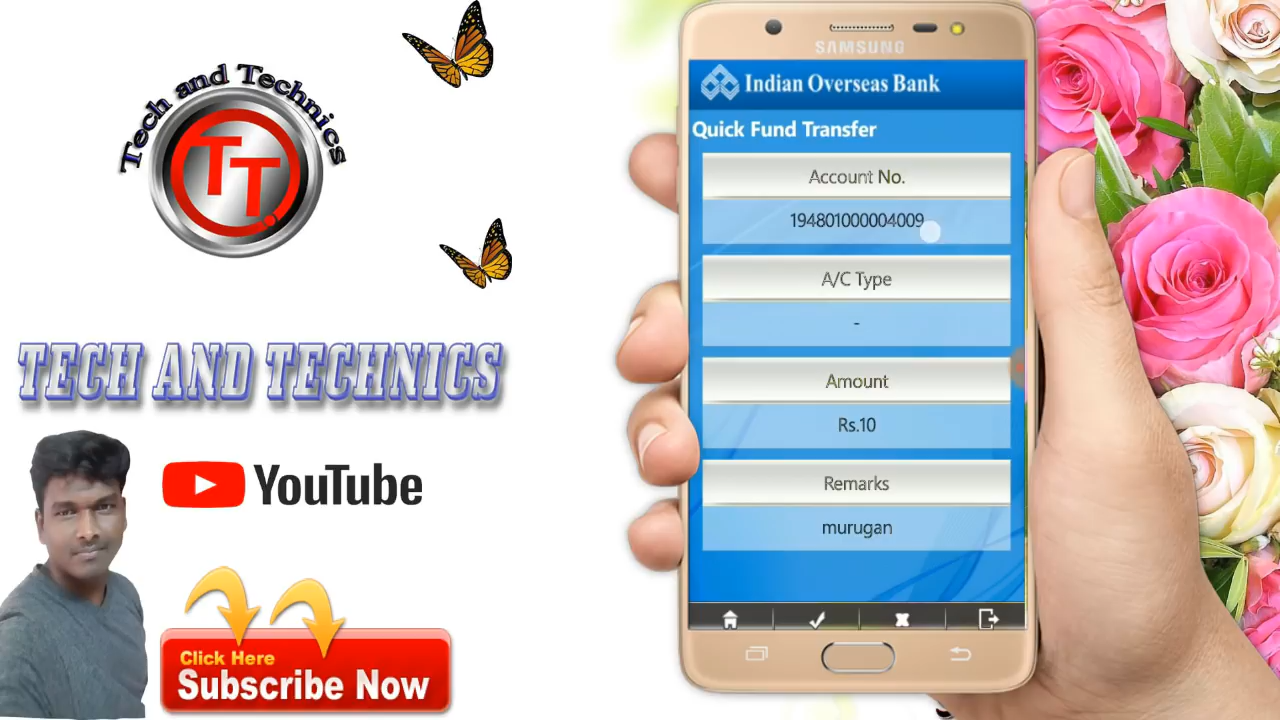 Tech and Technics
TT.
TECH AND TECHNICS
YouTube
Click Here
Subscribe Now
SAMSUNG
Indian Overseas Bank
Quick Fund Transfer
Account No.
194801000004009
A/C Type
-
Amount
Rs.10
Remarks
murugan